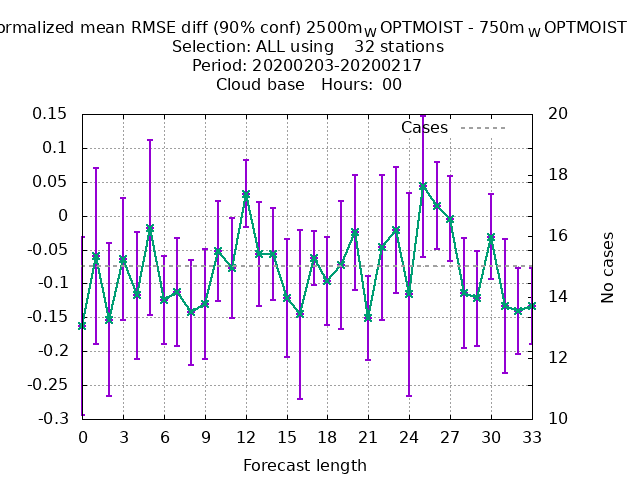 ormalized mean RMSE diff (90% conf) 2500m W OPTMOIST - 750m W OPTMOIST
Selection: ALL using 32 stations
Period: 20200203-20200217
Cloud base Hours: 00
Cases
0.15
0.1
0.05
0
-0.05
-0.1
-0.15
-0.2
-0.25
-0.3
20
18
16
14
12
10
No cases
0 3 6 9 12 15 18 21 24 27 30 33
Forecast length